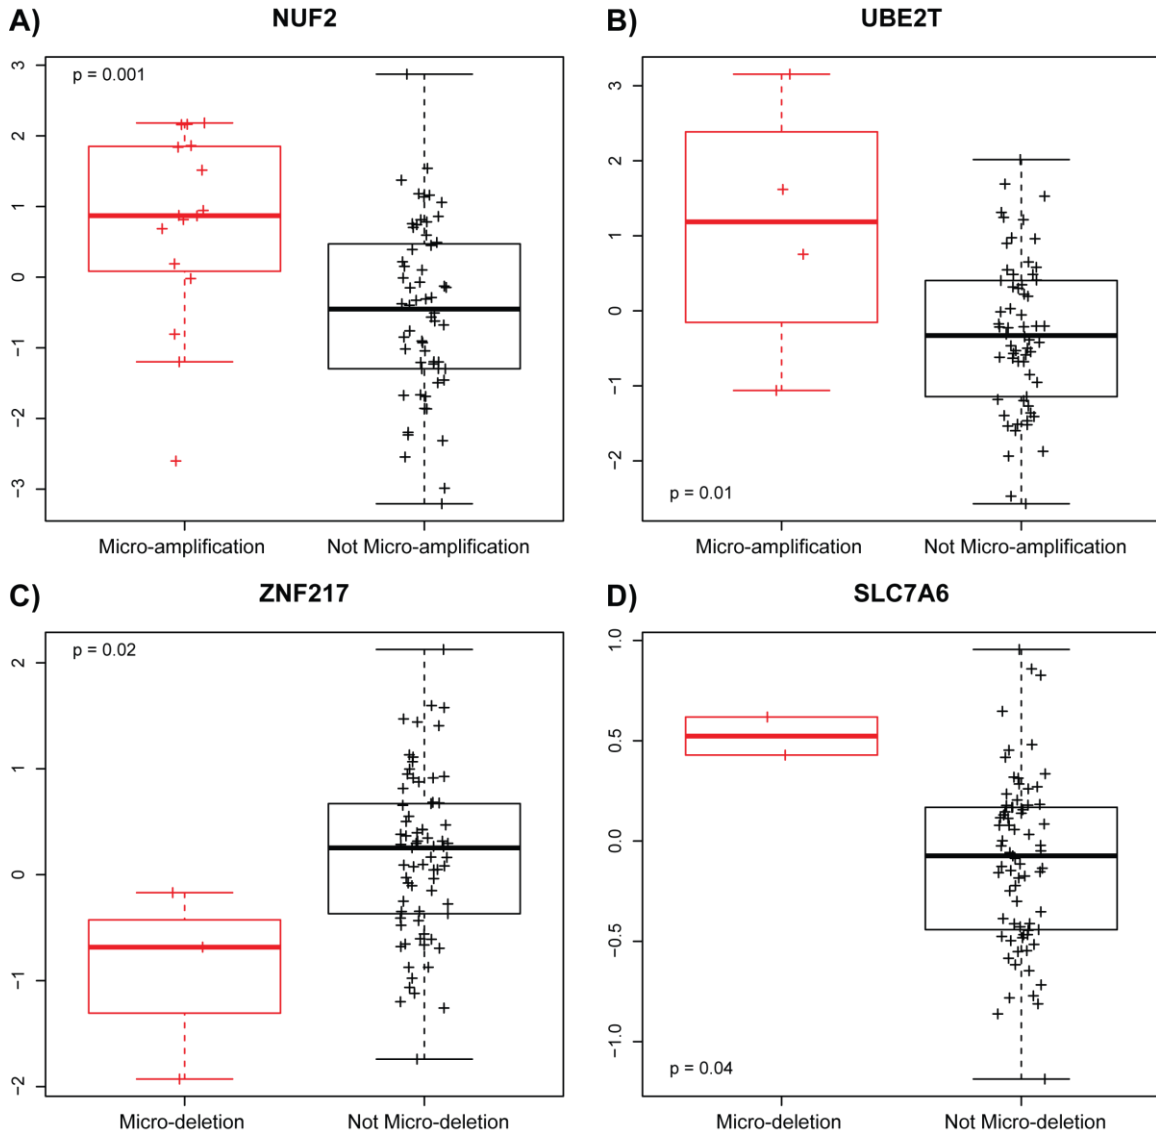 A) NUF2
p = 0.001
3
2
1
0
−1
−2
−3
Micro-amplification Not Micro-amplification
B) UBE2T
3
2
1
0
−1
−2
p = 0.01
Micro-amplification Not Micro-amplification
C) ZNF217
p = 0.02
2
1
0
−1
−2
Micro-deletion Not Micro-deletion
D) SLC7A6
1.0
0.5
0.0
−0.5
−1.0
p = 0.04
Micro-deletion Not Micro-deletion